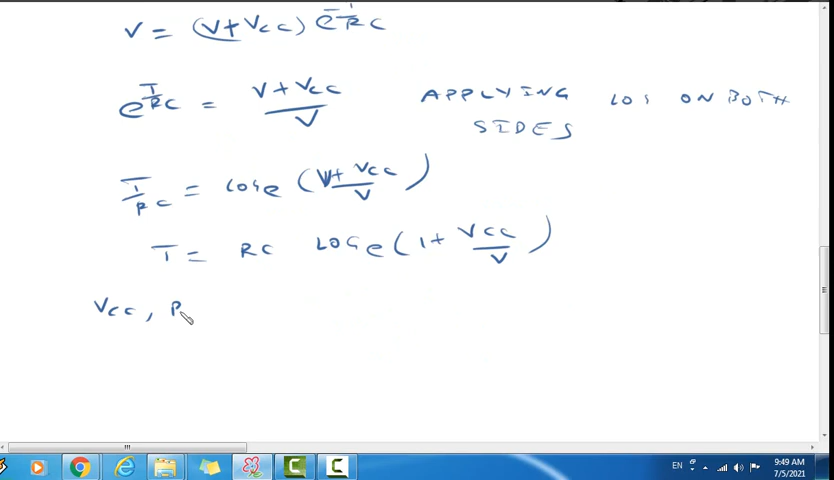 V = (V+Vcc) e^-T/RC
e^T/RC = V+Vcc/V APPLYING LOG ON BOTH
SIDES
T/RC = LOGe (V+Vcc/V)
T = RC LOGe (1+ Vcc/V)
Vcc, R
EN
9:49 AM
7/5/2021